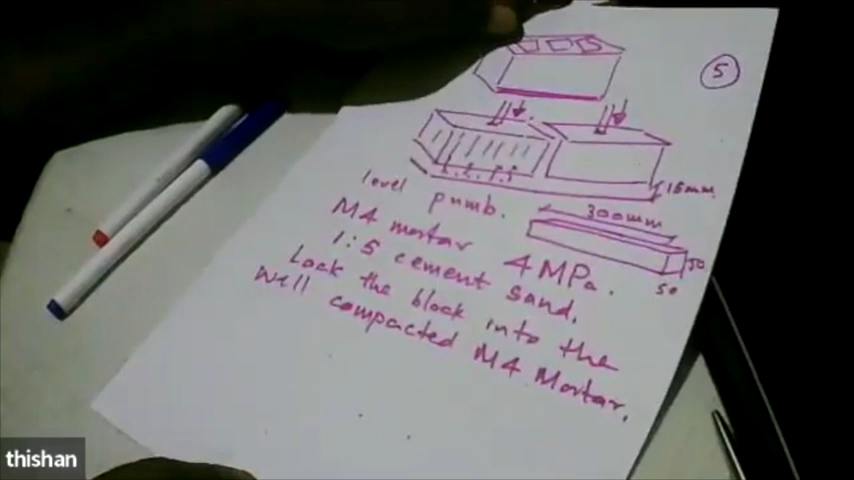 5
15mm
level pumb.
300mm
50
50
M4 mortar 4MPa.
1:5 cement sand.
Lock the block into the
well compacted M4 Mortar.
thishan